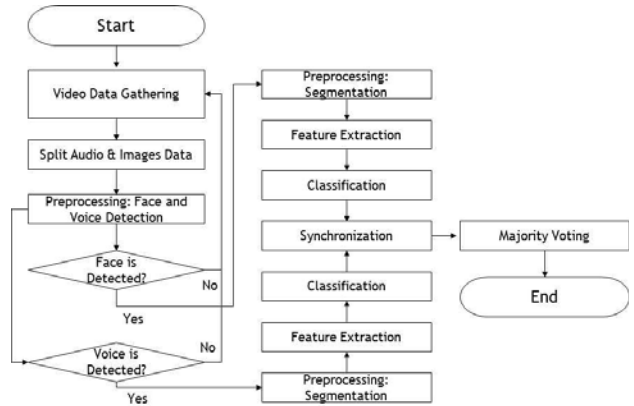 Start
Video Data Gathering
Split Audio & Images Data
Preprocessing: Face and
Voice Detection
Face is
Detected?
No
Yes
Voice is
Detected?
No
Yes
Preprocessing:
Segmentation
Feature Extraction
Classification
Synchronization
Classification
Feature Extraction
Preprocessing:
Segmentation
Majority Voting
End